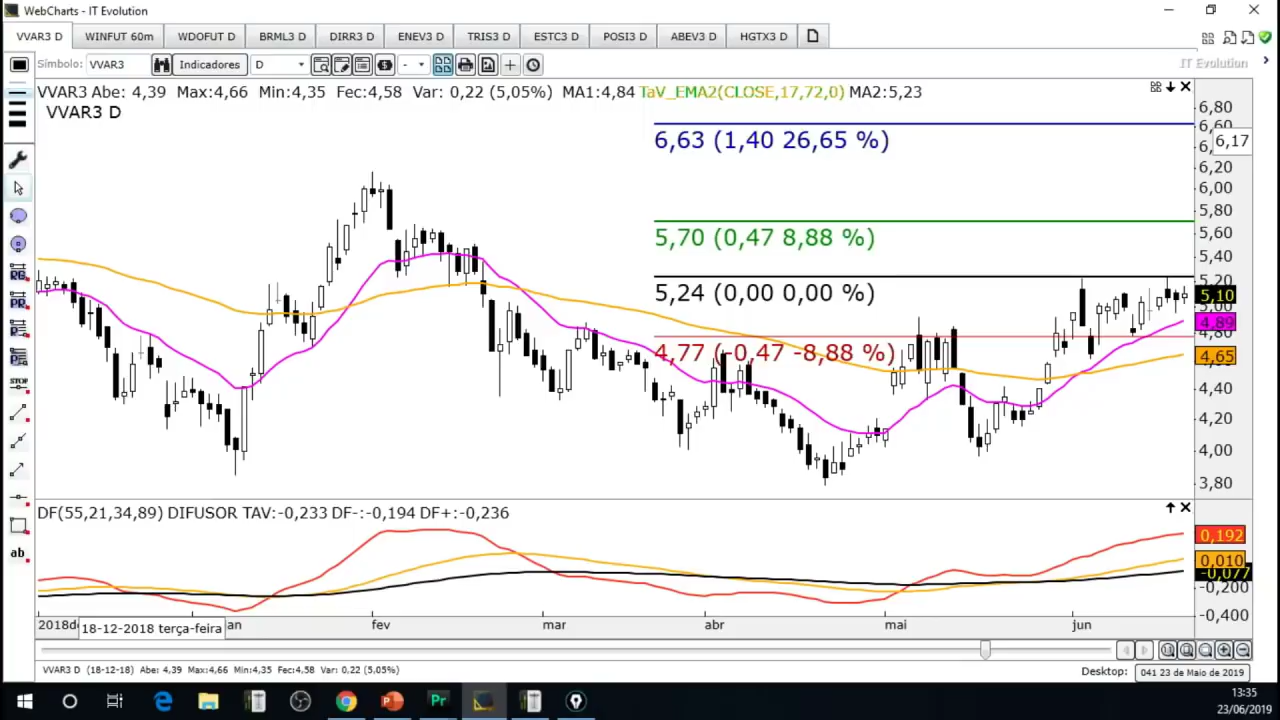 WebCharts - IT Evolution
VVAR3 D WINFUT 60m WDOFUT D BRML3 D DIRR3 D ENEV3 D TRIS3 D ESTC3 D POSI3 D ABEV3 D HGTX3 D
Símbolo: VVAR3 Indicadores D - IT Evolution
VVAR3 Abe: 4,39 Max:4,66 Min:4,35 Fec:4,58 Var: 0,22 (5,05%) MA1:4,84 TaV_EMA2(CLOSE,17,72,0) MA2:5,23
VVAR3 D
6,63 (1,40 26,65 %)
5,70 (0,47 8,88 %)
5,24 (0,00 0,00 %)
4,77 (-0,47 -8,88 %)
6,80
6,17
6,20
6,00
5,80
5,60
5,40
5,20
5,10
5,00
4,89
4,80
4,65
4,40
4,20
4,00
3,80
RG
PR
STOP
ab
DF(55,21,34,89) DIFUSOR TAV:-0,233 DF-:-0,194 DF+:-0,236
0,192
0,010
-0,077
-0,200
-0,400
2018d 18-12-2018 terça-feira an fev mar abr mai jun
VVAR3 D (18-12-18) Abe: 4,39 Max:4,66 Min:4,35 Fec:4,58 Var: 0,22 (5,05%)
Desktop: 041 23 de Maio de 2019
13:35
23/06/2019